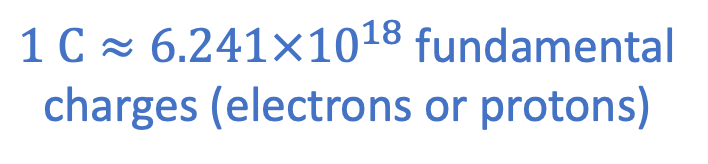 1 C ≈ 6.241×10¹⁸ fundamental
charges (electrons or protons)